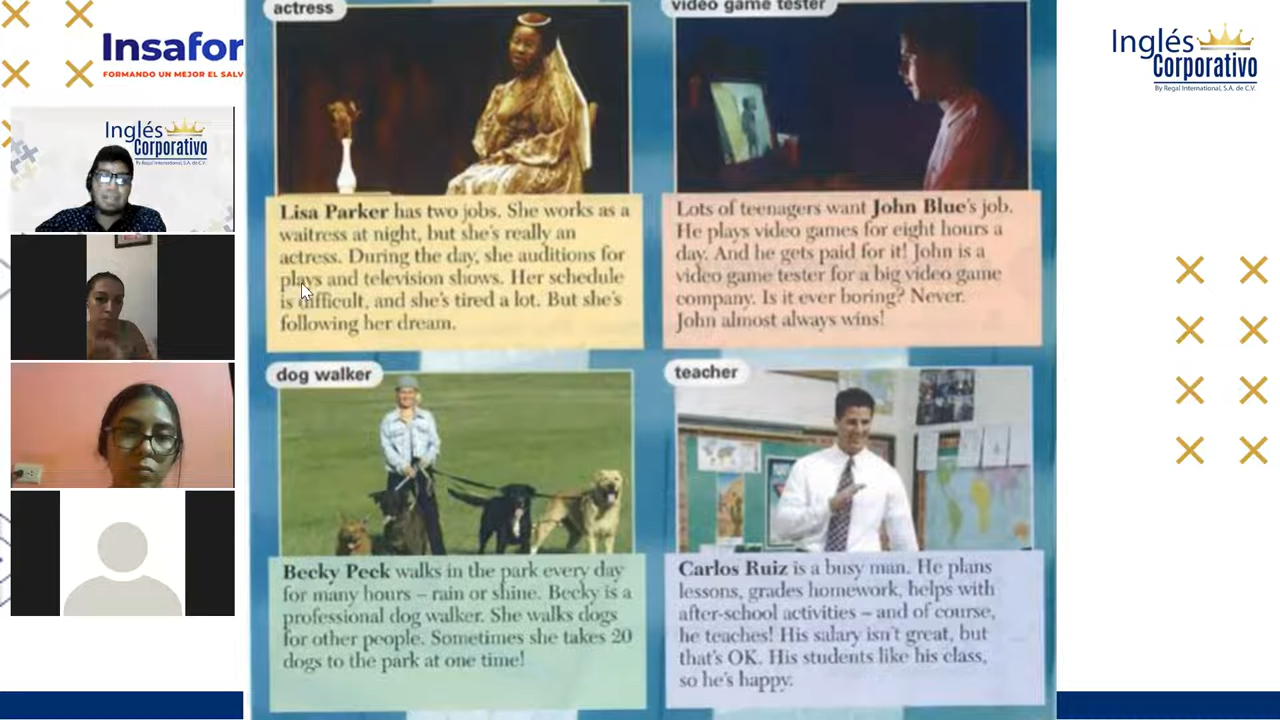 Insafor
FORMANDO UN MEJOR EL SALV
Inglés
Corporativo
By Regal International, S.A. de C.V.
Inglés
Corporativo
By Regal International, S.A. de C.V.
actress
Lisa Parker has two jobs. She works as a
waitress at night, but she's really an
actress. During the day, she auditions for
plays and television shows. Her schedule
is difficult, and she's tired a lot. But she's
following her dream.
video game tester
Lots of teenagers want John Blue's job.
He plays video games for eight hours a
day. And he gets paid for it! John is a
video game tester for a big video game
company. Is it ever boring? Never.
John almost always wins!
dog walker
Becky Peck walks in the park every day
for many hours – rain or shine. Becky is a
professional dog walker. She walks dogs
for other people. Sometimes she takes 20
dogs to the park at one time!
teacher
Carlos Ruiz is a busy man. He plans
lessons, grades homework, helps with
after-school activities – and of course,
he teaches! His salary isn't great, but
that's OK. His students like his class,
so he's happy.